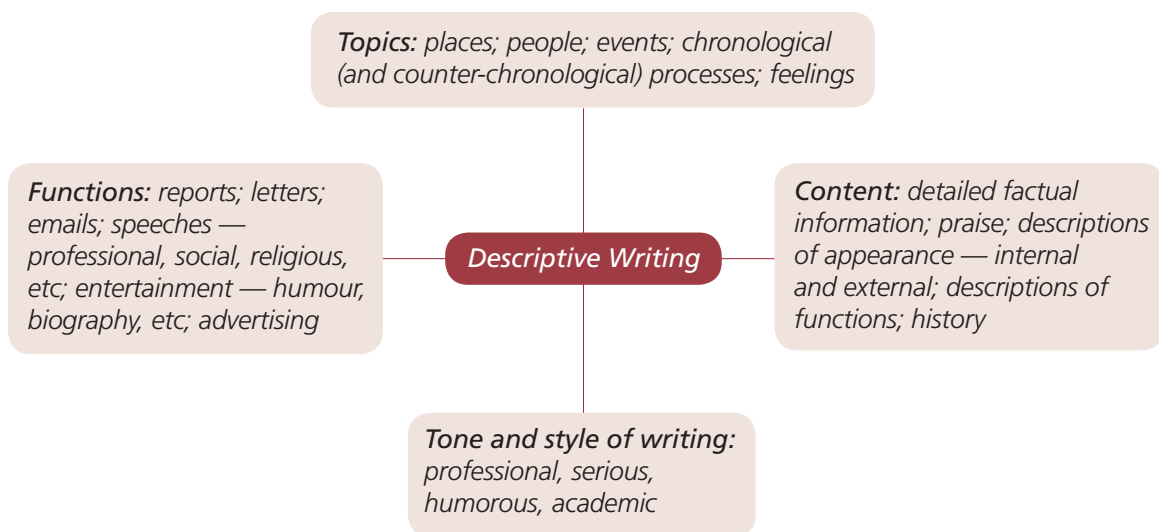 Topics: places; people; events; chronological
(and counter-chronological) processes; feelings
Functions: reports; letters;
emails; speeches —
professional, social, religious,
etc; entertainment — humour,
biography, etc; advertising
Descriptive Writing
Content: detailed factual
information; praise; descriptions
of appearance — internal
and external; descriptions of
functions; history
Tone and style of writing:
professional, serious,
humorous, academic